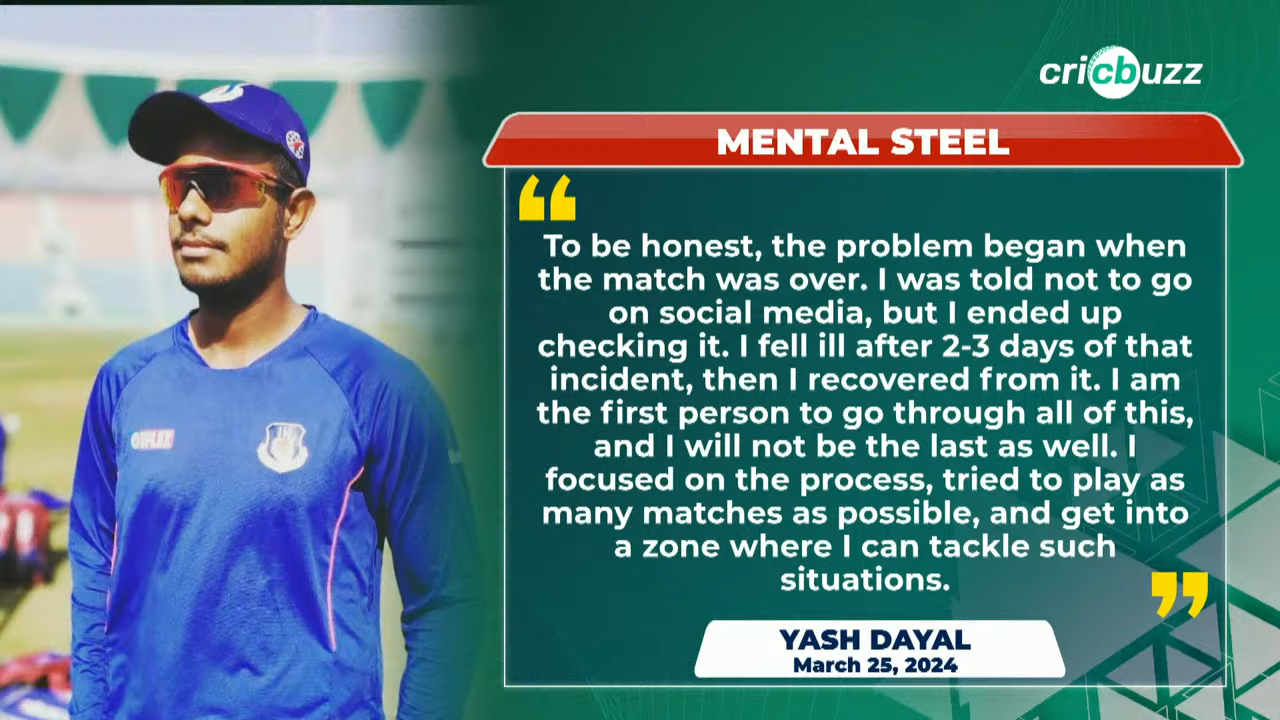 cricbuzz
MENTAL STEEL
“
To be honest, the problem began when
the match was over. I was told not to go
on social media, but I ended up
checking it. I fell ill after 2-3 days of that
incident, then I recovered from it. I am
the first person to go through all of this,
and I will not be the last as well. I
focused on the process, tried to play as
many matches as possible, and get into
a zone where I can tackle such
situations.
”
YASH DAYAL
March 25, 2024